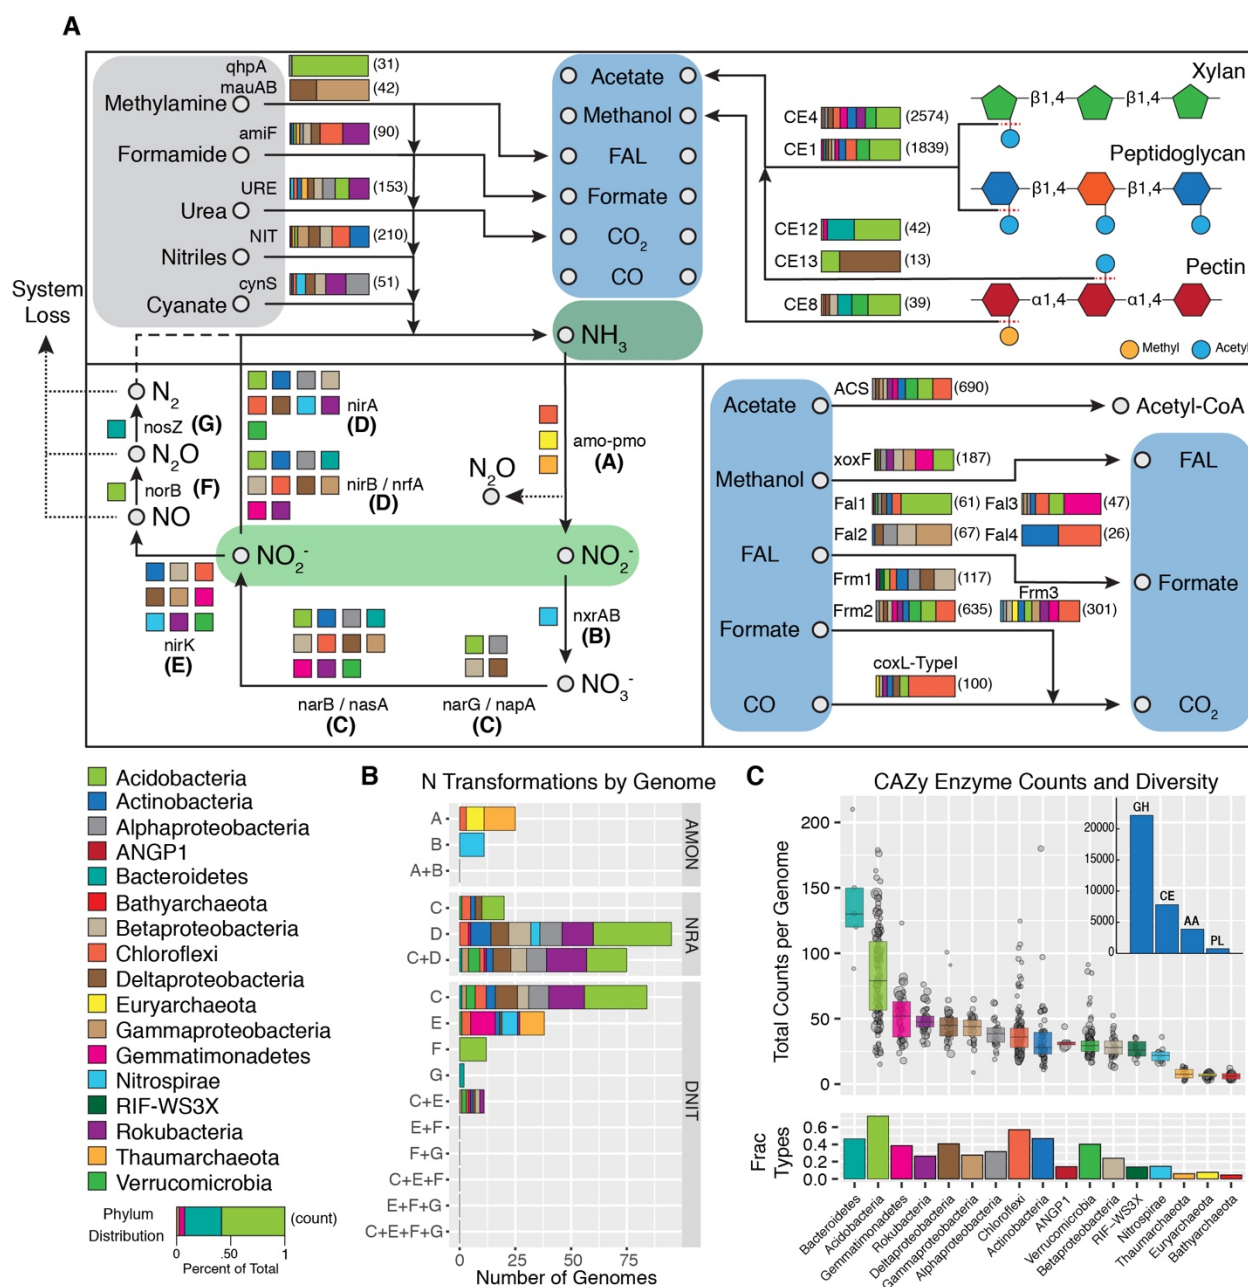 A
qhpA (31)
mauAB (42)
Methylamine
amiF (90)
Formamide
URE (153)
Urea
NIT (210)
Nitriles
cynS (51)
Cyanate
Acetate
Methanol
FAL
Formate
CO2
CO
NH3
Xylan
β1,4 β1,4
CE4 (2574)
CE1 (1839)
Peptidoglycan
β1,4 β1,4
CE12 (42)
CE13 (13)
CE8 (39)
Pectin
α1,4 α1,4
Methyl Acetyl
System
Loss
N2
nosZ (G)
N2O
norB (F)
NO
nirA
(D)
nirB / nrfA
(D)
amo-pmo
(A)
N2O
NO2-
NO2-
nirK
(E)
nxrAB
(B)
NO3-
narB / nasA
(C)
narG / napA
(C)
ACS (690)
Acetate
Acetyl-CoA
xoxF (187)
Methanol
FAL
Fal1 (61) Fal3 (47)
Fal2 (67) Fal4 (26)
FAL
Frm1 (117)
Formate
Frm3
Frm2 (635) (301)
Formate
coxL-TypeI
(100)
CO
CO2
Acidobacteria
Actinobacteria
Alphaproteobacteria
ANGP1
Bacteroidetes
Bathyarchaeota
Betaproteobacteria
Chloroflexi
Deltaproteobacteria
Euryarchaeota
Gammaproteobacteria
Gemmatimonadetes
Nitrospirae
RIF-WS3X
Rokubacteria
Thaumarchaeota
Verrucomicrobia
Phylum
Distribution
(count)
0 .50 1
Percent of Total
B
N Transformations by Genome
A
B
A+B
AMON
C
D
C+D
NRA
C
E
F
G
C+E
E+F
F+G
C+E+F
E+F+G
C+E+F+G
DNIT
0 25 50 75
Number of Genomes
C
CAZy Enzyme Counts and Diversity
Total Counts per Genome
200
150
100
50
0
20000
15000
10000
5000
0
GH
CE
AA
PL
Frac
Types
0.6
0.4
0.2
0.0
Bacteroidetes
Acidobacteria
Gemmatimonadetes
Rokubacteria
Deltaproteobacteria
Gammaproteobacteria
Alphaproteobacteria
Chloroflexi
Actinobacteria
ANGP1
Verrucomicrobia
Betaproteobacteria
RIF-WS3X
Nitrospirae
Thaumarchaeota
Euryarchaeota
Bathyarchaeota